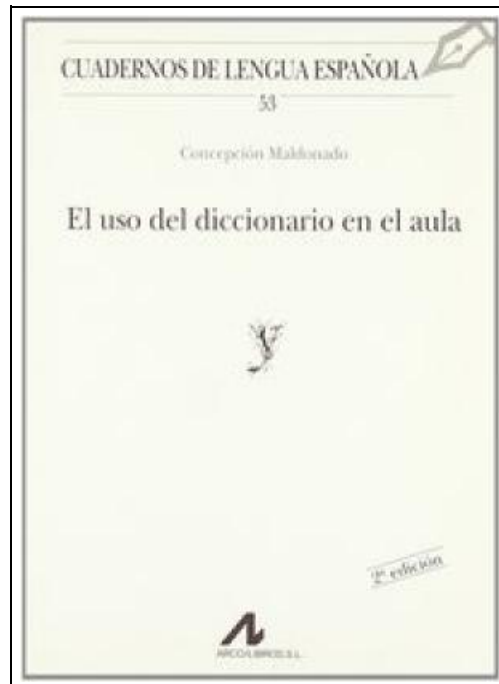 CUADERNOS DE LENGUA ESPAÑOLA
53
Concepción Maldonado
El uso del diccionario en el aula
y
2ª edición
ARCO/LIBROS, S.L.